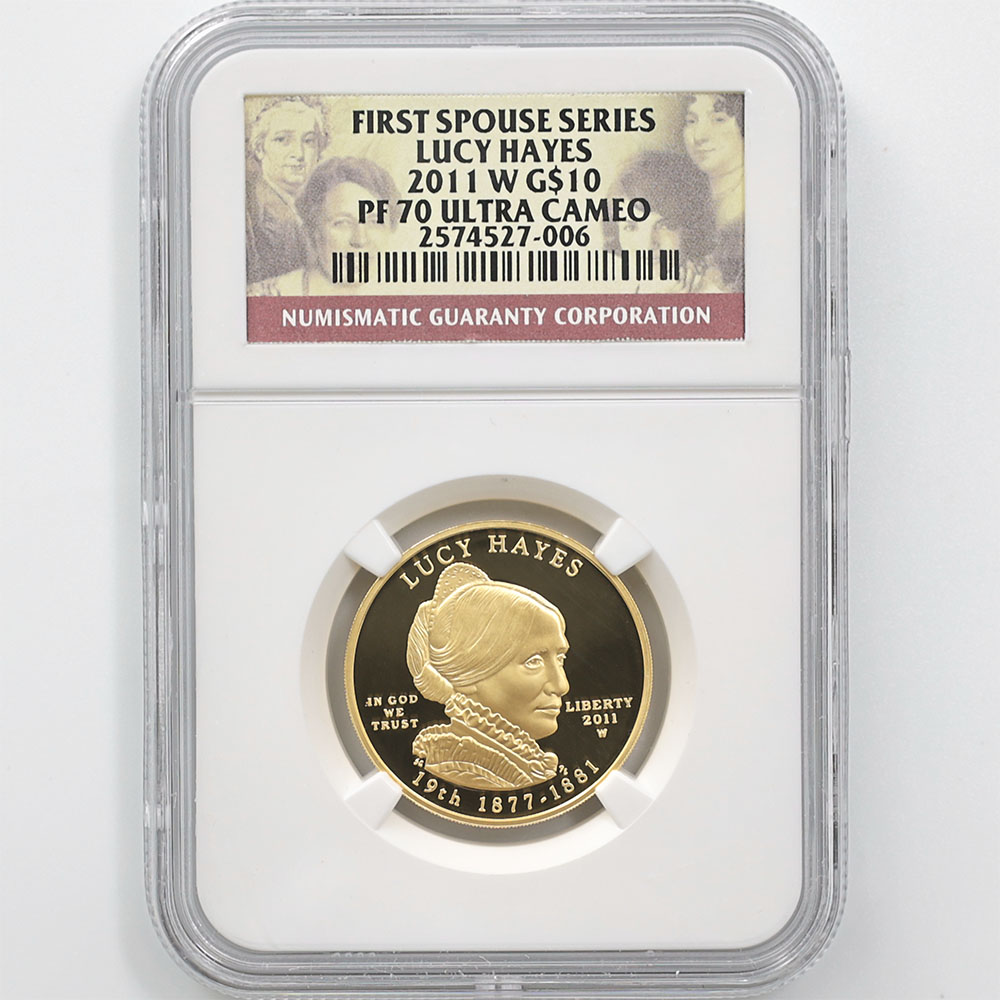 FIRST SPOUSE SERIES
LUCY HAYES
2011 W G$10
PF 70 ULTRA CAMEO
2574527-006
NUMISMATIC GUARANTY CORPORATION
LUCY HAYES
IN GOD
WE
TRUST
LIBERTY
2011
W
19th 1877-1881